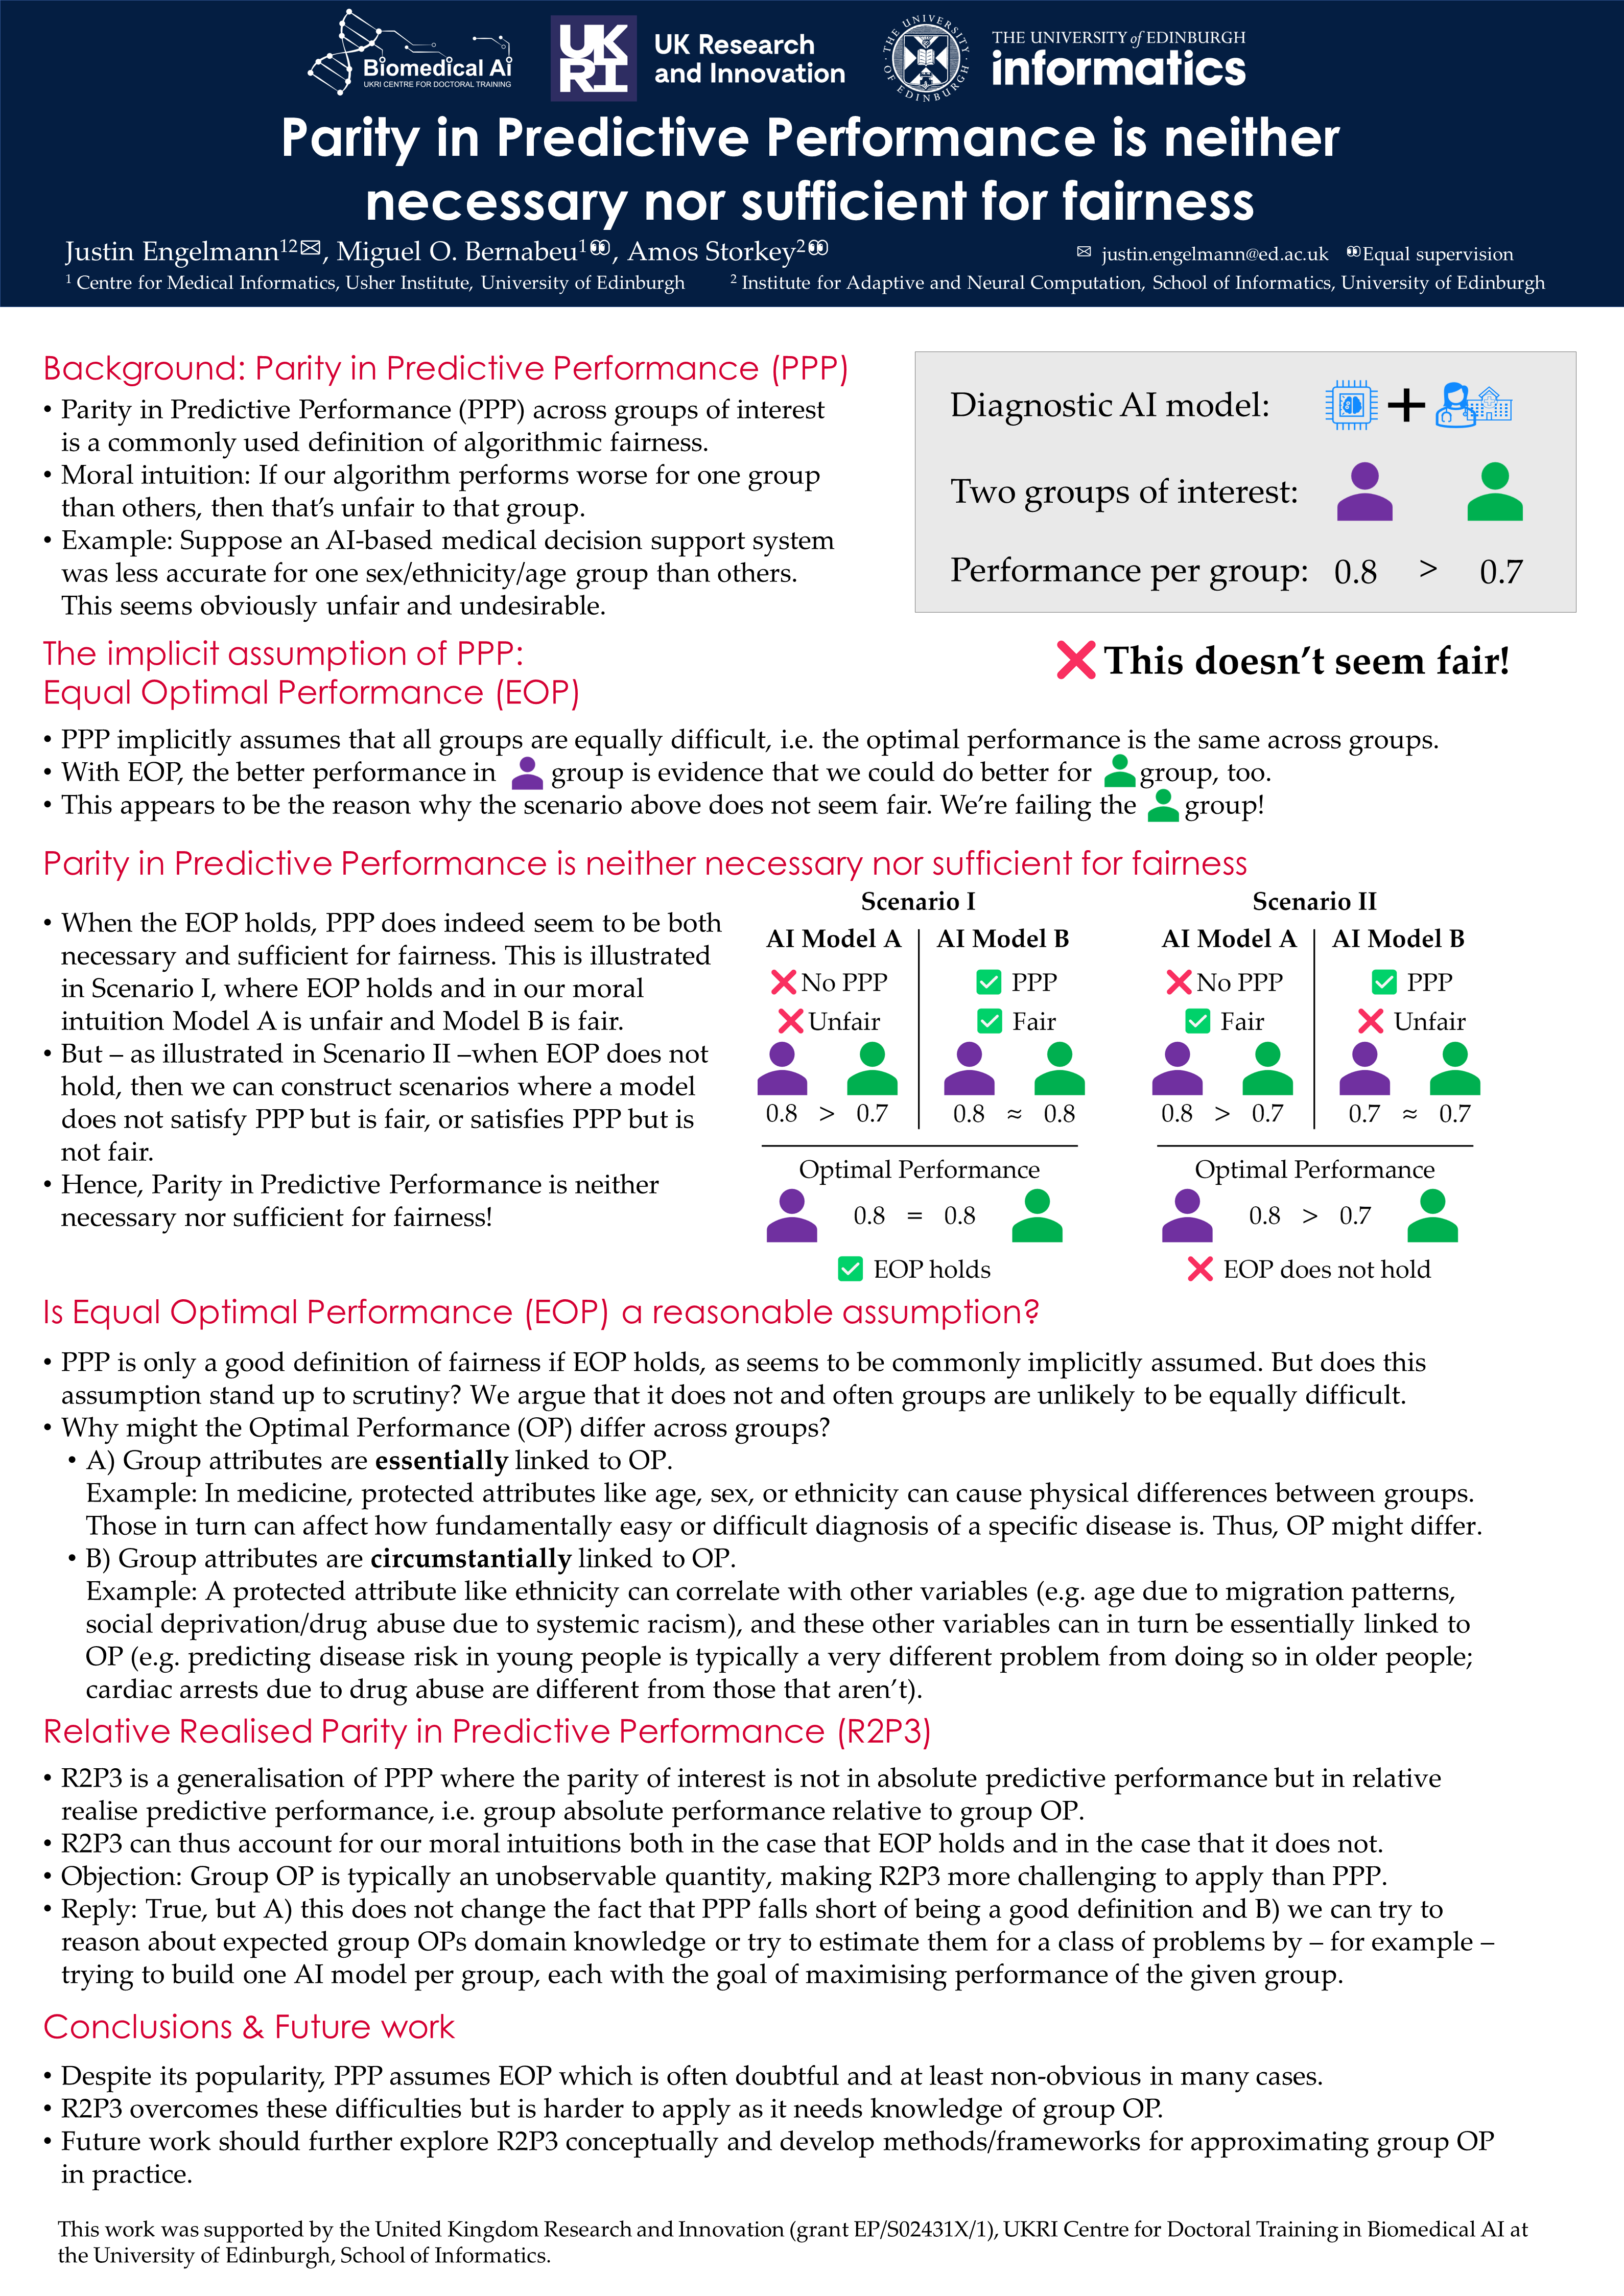 Biomedical AI
UKRI CENTRE FOR DOCTORAL TRAINING
UK
RI
UK Research
and Innovation
THE UNIVERSITY OF EDINBURGH
THE UNIVERSITY of EDINBURGH
informatics
Parity in Predictive Performance is neither
necessary nor sufficient for fairness
Justin Engelmann12✉, Miguel O. Bernabeu1, Amos Storkey2
✉ justin.engelmann@ed.ac.uk Equal supervision
1 Centre for Medical Informatics, Usher Institute, University of Edinburgh
2 Institute for Adaptive and Neural Computation, School of Informatics, University of Edinburgh
Background: Parity in Predictive Performance (PPP)
• Parity in Predictive Performance (PPP) across groups of interest
is a commonly used definition of algorithmic fairness.
• Moral intuition: If our algorithm performs worse for one group
than others, then that's unfair to that group.
• Example: Suppose an AI-based medical decision support system
was less accurate for one sex/ethnicity/age group than others.
This seems obviously unfair and undesirable.
Diagnostic AI model: +
Two groups of interest:
Performance per group: 0.8 > 0.7
❌ This doesn't seem fair!
The implicit assumption of PPP:
Equal Optimal Performance (EOP)
• PPP implicitly assumes that all groups are equally difficult, i.e. the optimal performance is the same across groups.
• With EOP, the better performance in group is evidence that we could do better for group, too.
• This appears to be the reason why the scenario above does not seem fair. We're failing the group!
Parity in Predictive Performance is neither necessary nor sufficient for fairness
• When the EOP holds, PPP does indeed seem to be both
necessary and sufficient for fairness. This is illustrated
in Scenario I, where EOP holds and in our moral
intuition Model A is unfair and Model B is fair.
• But – as illustrated in Scenario II –when EOP does not
hold, then we can construct scenarios where a model
does not satisfy PPP but is fair, or satisfies PPP but is
not fair.
• Hence, Parity in Predictive Performance is neither
necessary nor sufficient for fairness!
Scenario I
AI Model A
AI Model B
❌ No PPP
✅ PPP
❌ Unfair
✅ Fair
0.8 > 0.7
0.8 ≈ 0.8
Optimal Performance
0.8 = 0.8
✅ EOP holds
Scenario II
AI Model A
AI Model B
❌ No PPP
✅ PPP
✅ Fair
❌ Unfair
0.8 > 0.7
0.7 ≈ 0.7
Optimal Performance
0.8 > 0.7
❌ EOP does not hold
Is Equal Optimal Performance (EOP) a reasonable assumption?
• PPP is only a good definition of fairness if EOP holds, as seems to be commonly implicitly assumed. But does this
assumption stand up to scrutiny? We argue that it does not and often groups are unlikely to be equally difficult.
• Why might the Optimal Performance (OP) differ across groups?
• A) Group attributes are essentially linked to OP.
Example: In medicine, protected attributes like age, sex, or ethnicity can cause physical differences between groups.
Those in turn can affect how fundamentally easy or difficult diagnosis of a specific disease is. Thus, OP might differ.
• B) Group attributes are circumstantially linked to OP.
Example: A protected attribute like ethnicity can correlate with other variables (e.g. age due to migration patterns,
social deprivation/drug abuse due to systemic racism), and these other variables can in turn be essentially linked to
OP (e.g. predicting disease risk in young people is typically a very different problem from doing so in older people;
cardiac arrests due to drug abuse are different from those that aren't).
Relative Realised Parity in Predictive Performance (R2P3)
• R2P3 is a generalisation of PPP where the parity of interest is not in absolute predictive performance but in relative
realise predictive performance, i.e. group absolute performance relative to group OP.
• R2P3 can thus account for our moral intuitions both in the case that EOP holds and in the case that it does not.
• Objection: Group OP is typically an unobservable quantity, making R2P3 more challenging to apply than PPP.
• Reply: True, but A) this does not change the fact that PPP falls short of being a good definition and B) we can try to
reason about expected group OPs domain knowledge or try to estimate them for a class of problems by – for example –
trying to build one AI model per group, each with the goal of maximising performance of the given group.
Conclusions & Future work
• Despite its popularity, PPP assumes EOP which is often doubtful and at least non-obvious in many cases.
• R2P3 overcomes these difficulties but is harder to apply as it needs knowledge of group OP.
• Future work should further explore R2P3 conceptually and develop methods/frameworks for approximating group OP
in practice.
This work was supported by the United Kingdom Research and Innovation (grant EP/S02431X/1), UKRI Centre for Doctoral Training in Biomedical AI at
the University of Edinburgh, School of Informatics.